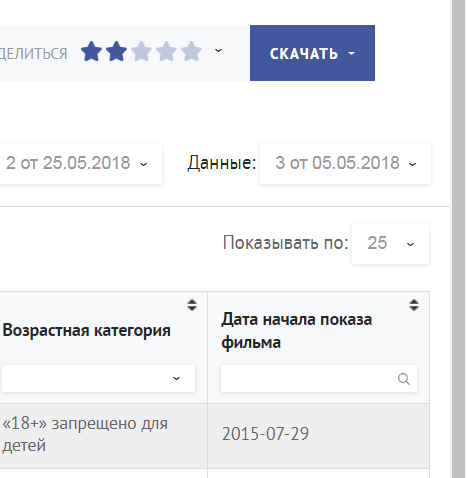 СКАЧАТЬ
2 от 25.05.2018
Данные: 3 от 05.05.2018
Показывать по: 25
Возрастная категория
Дата начала показа
фильма
«18+» запрещено для
детей
2015-07-29